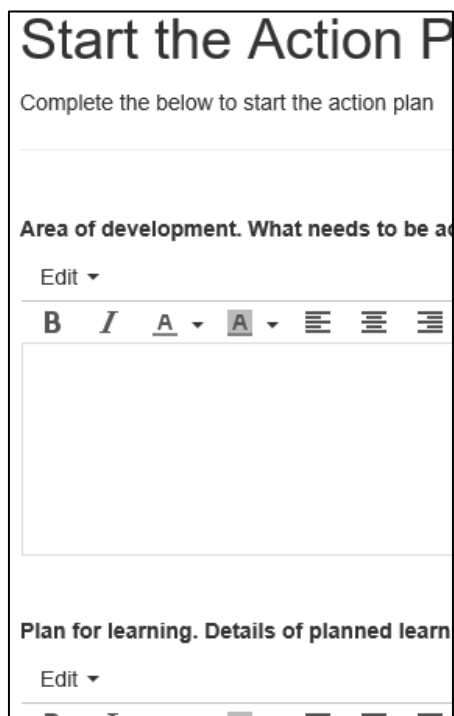 Start the Action P
Complete the below to start the action plan
Area of development. What needs to be a
Edit
B I A A
Plan for learning. Details of planned learn
Edit